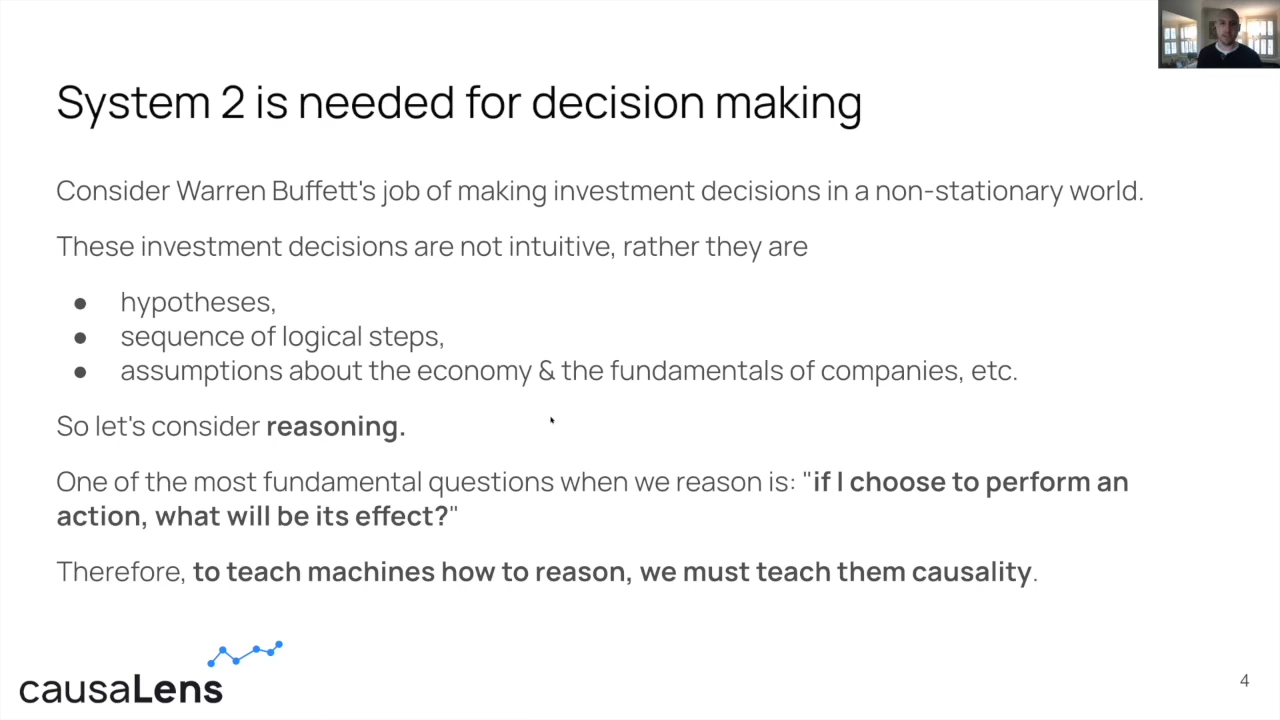 System 2 is needed for decision making
Consider Warren Buffett's job of making investment decisions in a non-stationary world.
These investment decisions are not intuitive, rather they are
● hypotheses,
● sequence of logical steps,
● assumptions about the economy & the fundamentals of companies, etc.
So let's consider reasoning.
One of the most fundamental questions when we reason is: "if I choose to perform an
action, what will be its effect?"
Therefore, to teach machines how to reason, we must teach them causality.
causaLens
4